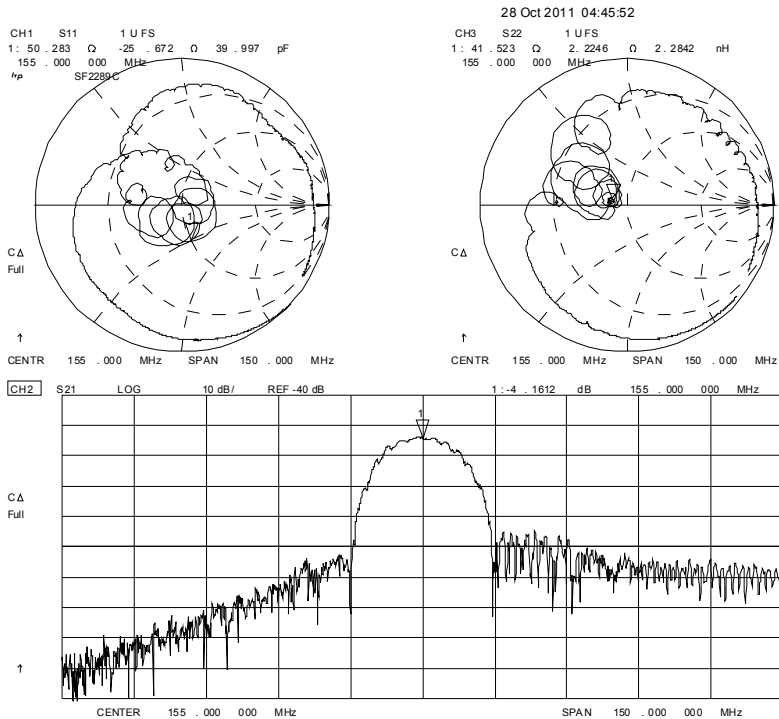 28 Oct 2011 04:45:52
CH1 S11 1 U FS
1: 50 .283 Ω -25 .672 Ω 39 .997 pF
155 .000 000 MHz
hp SF2289C
1
C Δ
Full
↑
CENTR 155 .000 MHz SPAN 150 .000 MHz
CH3 S22 1 U FS
1: 41 .523 Ω 2. 2246 Ω 2. 2842 nH
155 .000 000 MHz
C Δ
Full
↑
CENTR 155 .000 MHz SPAN 150 .000 MHz
CH2 S21 LOG 10 dB/ REF -40 dB 1 :-4 . 1612 dB 155 .000 000 MHz
1
C Δ
Full
↑
CENTER 155 . 000 000 MHz SPAN 150 . 000 000 MHz